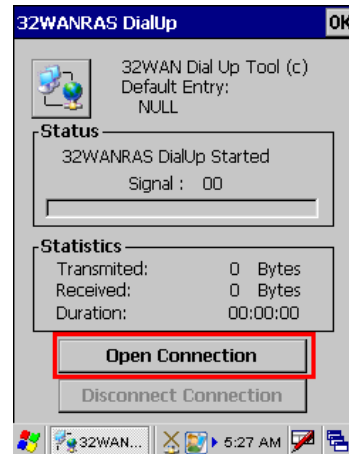 32WANRAS DialUp OK
32WAN Dial Up Tool (c)
Default Entry:
NULL
Status
32WANRAS DialUp Started
Signal : 00
Statistics
Transmited: 0 Bytes
Received: 0 Bytes
Duration: 00:00:00
Open Connection
Disconnect Connection
32WAN... 5:27 AM